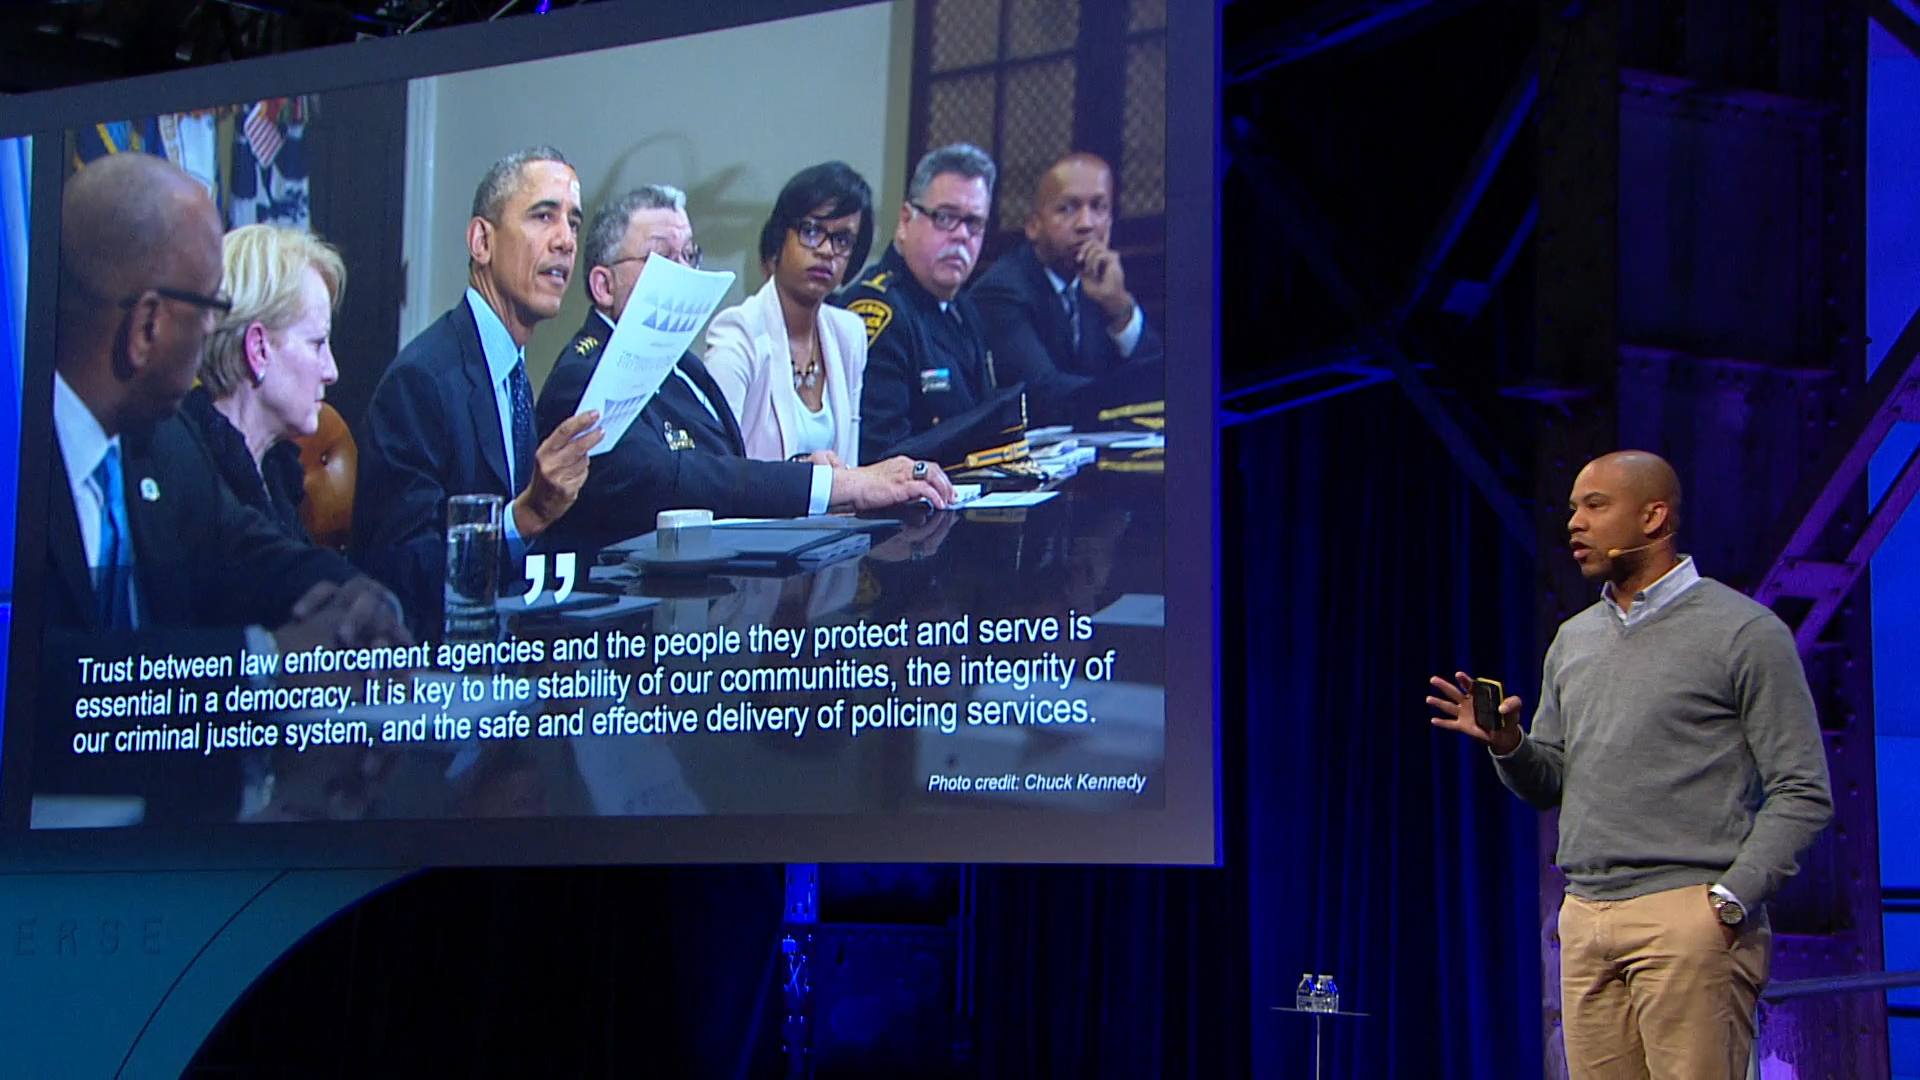 ”
Trust between law enforcement agencies and the people they protect and serve is
essential in a democracy. It is key to the stability of our communities, the integrity of
our criminal justice system, and the safe and effective delivery of policing services.
Photo credit: Chuck Kennedy
ERSE